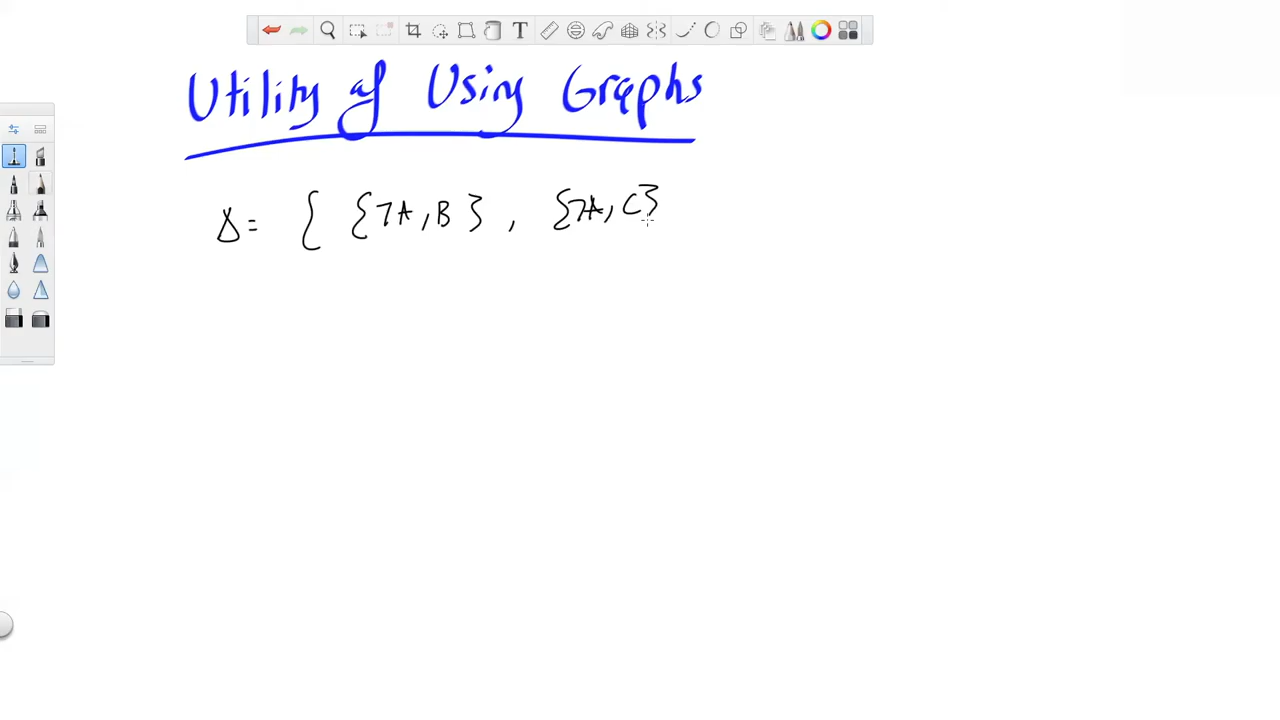 Utility of Using Graphs
Δ = { {¬A, B}, {¬A, C}